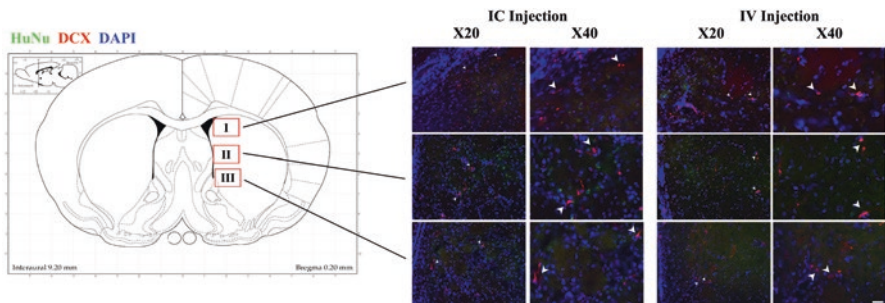 HuNu DCX DAPI
IC Injection
IV Injection
X20
X40
X20
X40
I
II
III
Interaural 9.20 mm
Bregma 0.20 mm